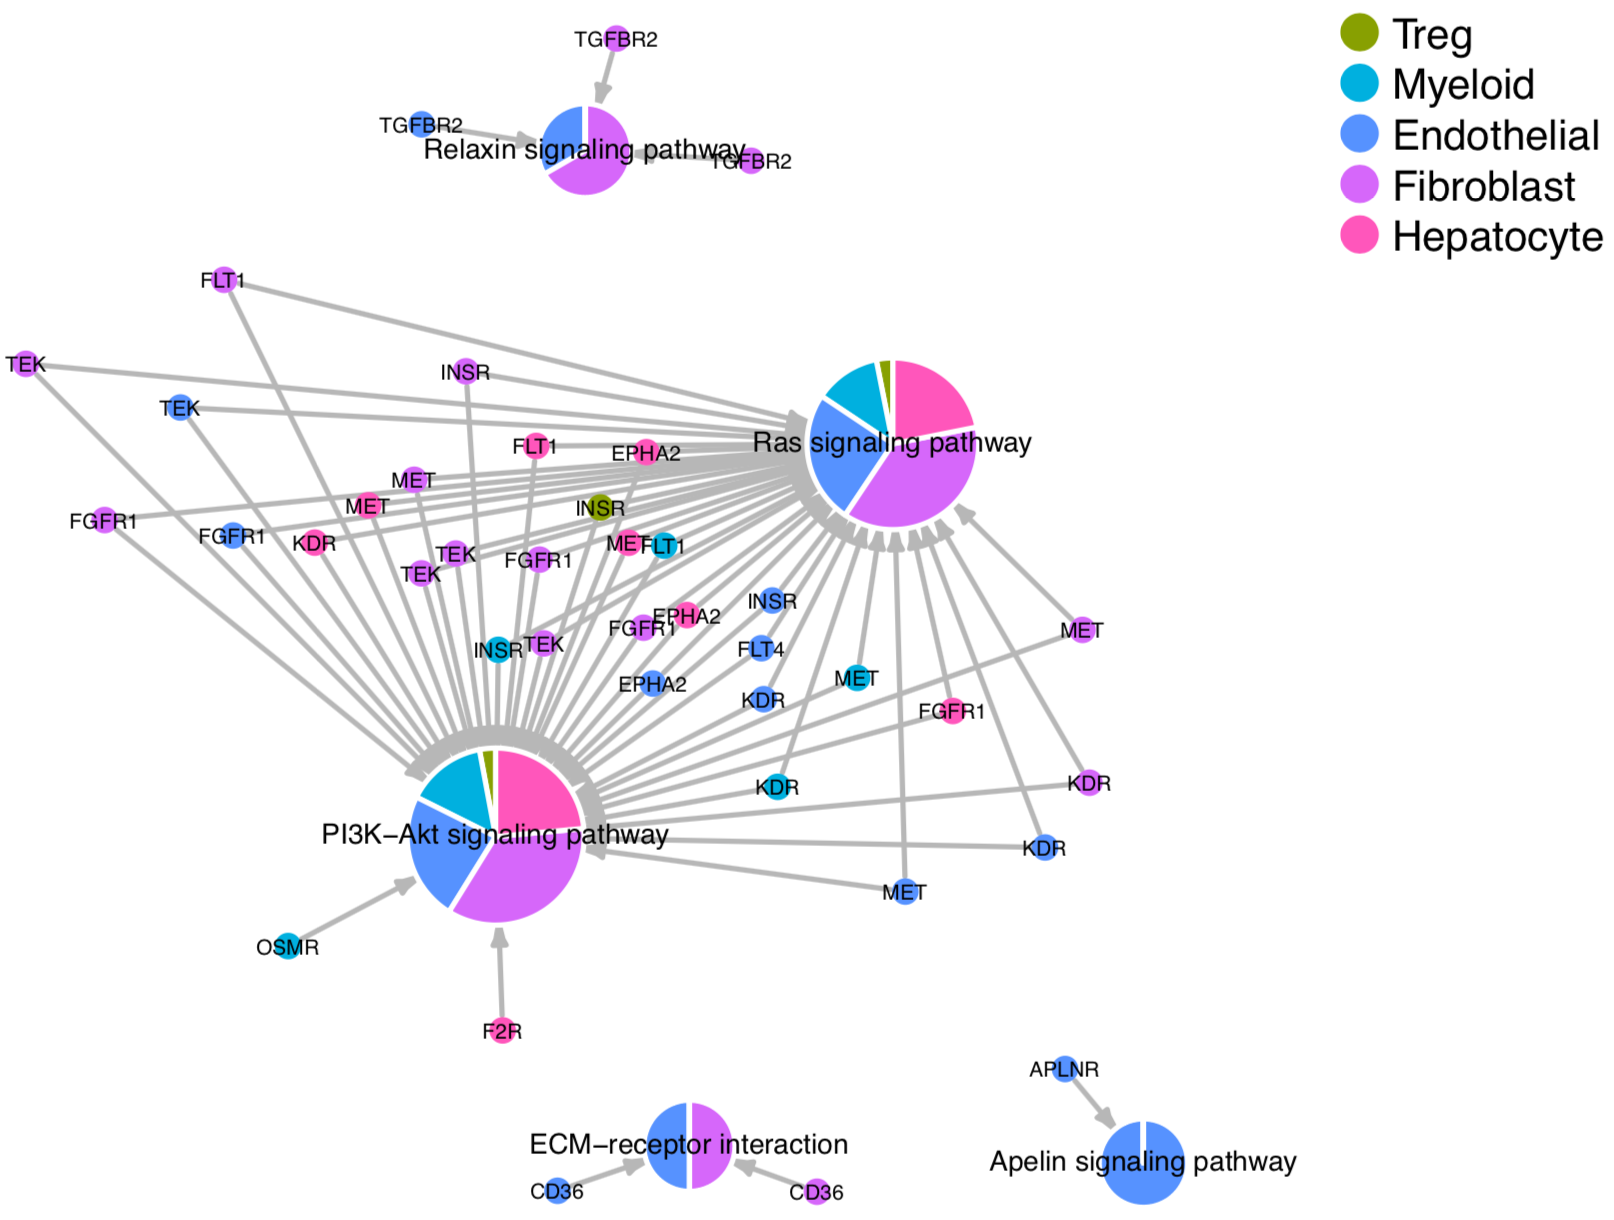 TGFBR2
Treg
Myeloid
TGFBR2
Endothelial
Relaxin signaling pathway
TGFBR2
Fibroblast
Hepatocyte
FLT1
TEK
INSR
TEK
Ras signaling pathway
FLT1
EPHA2
MET
MET
INSR
FGFR1
FGFR1
KDR
MET
FLT1
TEK
FGFR1
TEK
INSR
EPHA2
FGFR1
MET
INSR
TEK
FLT4
EPHA2
MET
KDR
FGFR1
KDR
KDR
PI3K−Akt signaling pathway
KDR
MET
OSMR
F2R
APLNR
ECM−receptor interaction
Apelin signaling pathway
CD36
CD36